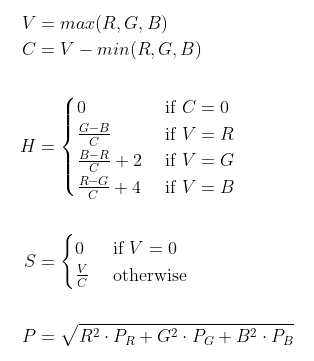 V = max(R, G, B)
C = V − min(R, G, B)
H = { 0 if C = 0
(G−B)/C if V = R
(B−R)/C + 2 if V = G
(R−G)/C + 4 if V = B
S = { 0 if V = 0
V/C otherwise
P = √(R² · P_R + G² · P_G + B² · P_B)